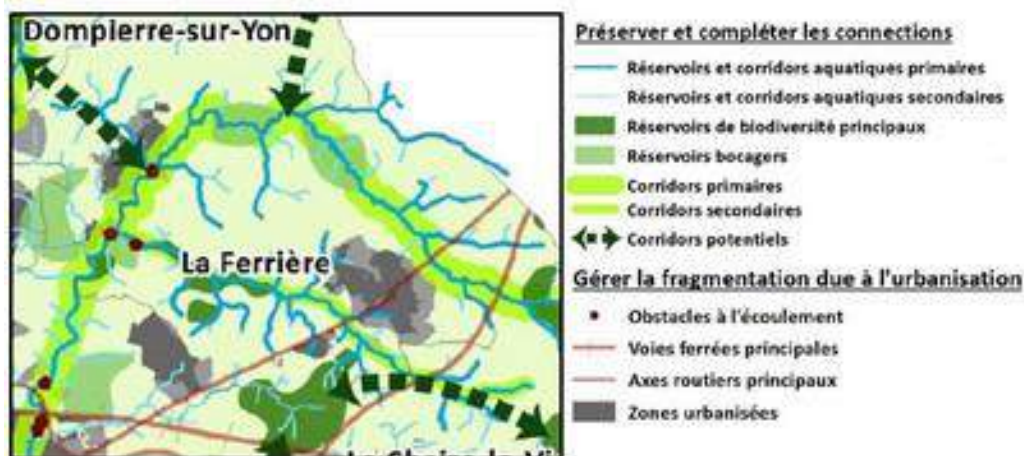 Dompierre-sur-Yon
La Ferrière
Préserver et compléter les connections
Réservoirs et corridors aquatiques primaires
Réservoirs et corridors aquatiques secondaires
Réservoirs de biodiversité principaux
Réservoirs bocagers
Corridors primaires
Corridors secondaires
Corridors potentiels
Gérer la fragmentation due à l'urbanisation
Obstacles à l'écoulement
Voies ferrées principales
Axes routiers principaux
Zones urbanisées